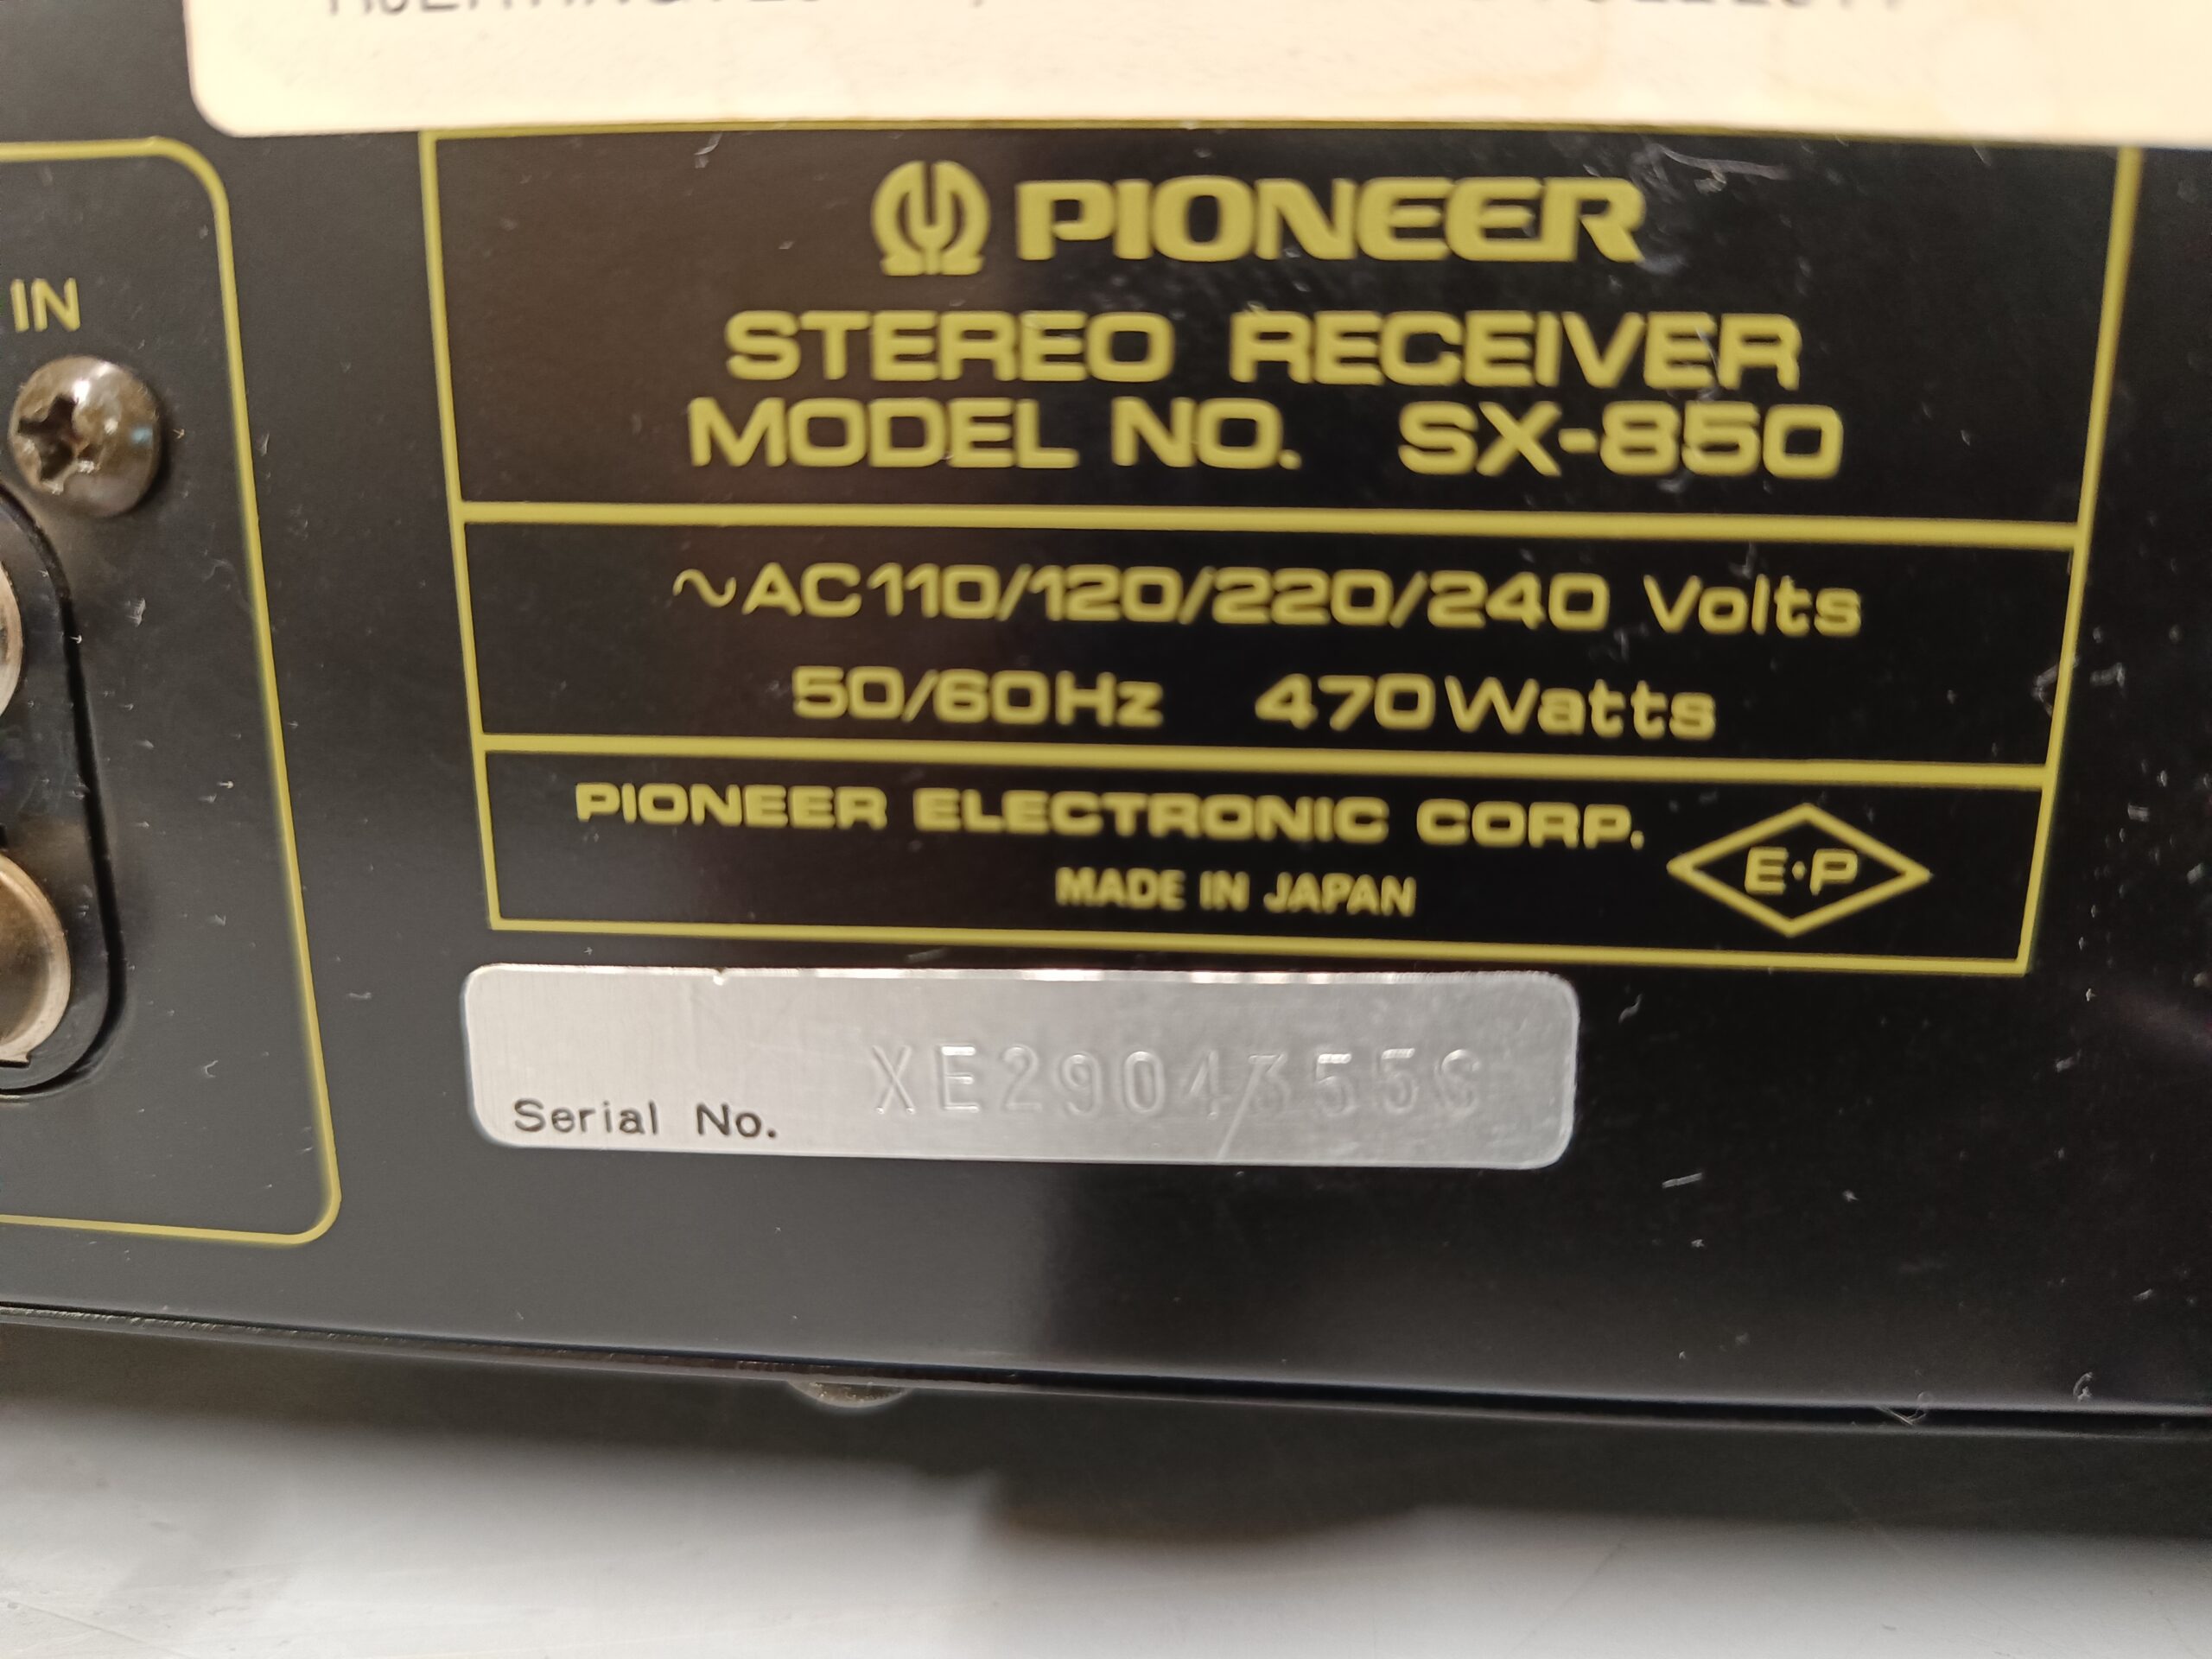 PIONEER
STEREO RECEIVER
MODEL NO. SX-850
IN
~AC110/120/220/240 Volts
50/60Hz 470Watts
PIONEER ELECTRONIC CORP.
MADE IN JAPAN
E·P
Serial No.